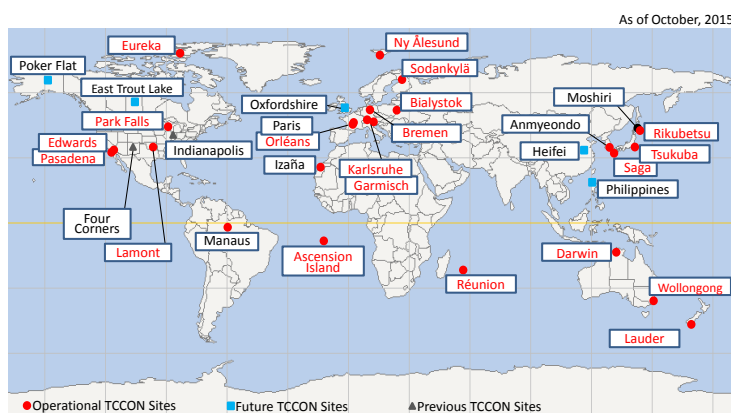 As of October, 2015
Eureka
Ny Ålesund
Poker Flat
Sodankylä
East Trout Lake
Moshiri
Oxfordshire
Bialystok
Park Falls
Paris
Bremen
Anmyeondo
Rikubetsu
Edwards
Orléans
Pasadena
Indianapolis
Heifei
Tsukuba
Izaña
Karlsruhe
Saga
Garmisch
Philippines
Four
Corners
Manaus
Lamont
Ascension
Island
Darwin
Réunion
Wollongong
Lauder
Operational TCCON Sites
Future TCCON Sites
Previous TCCON Sites